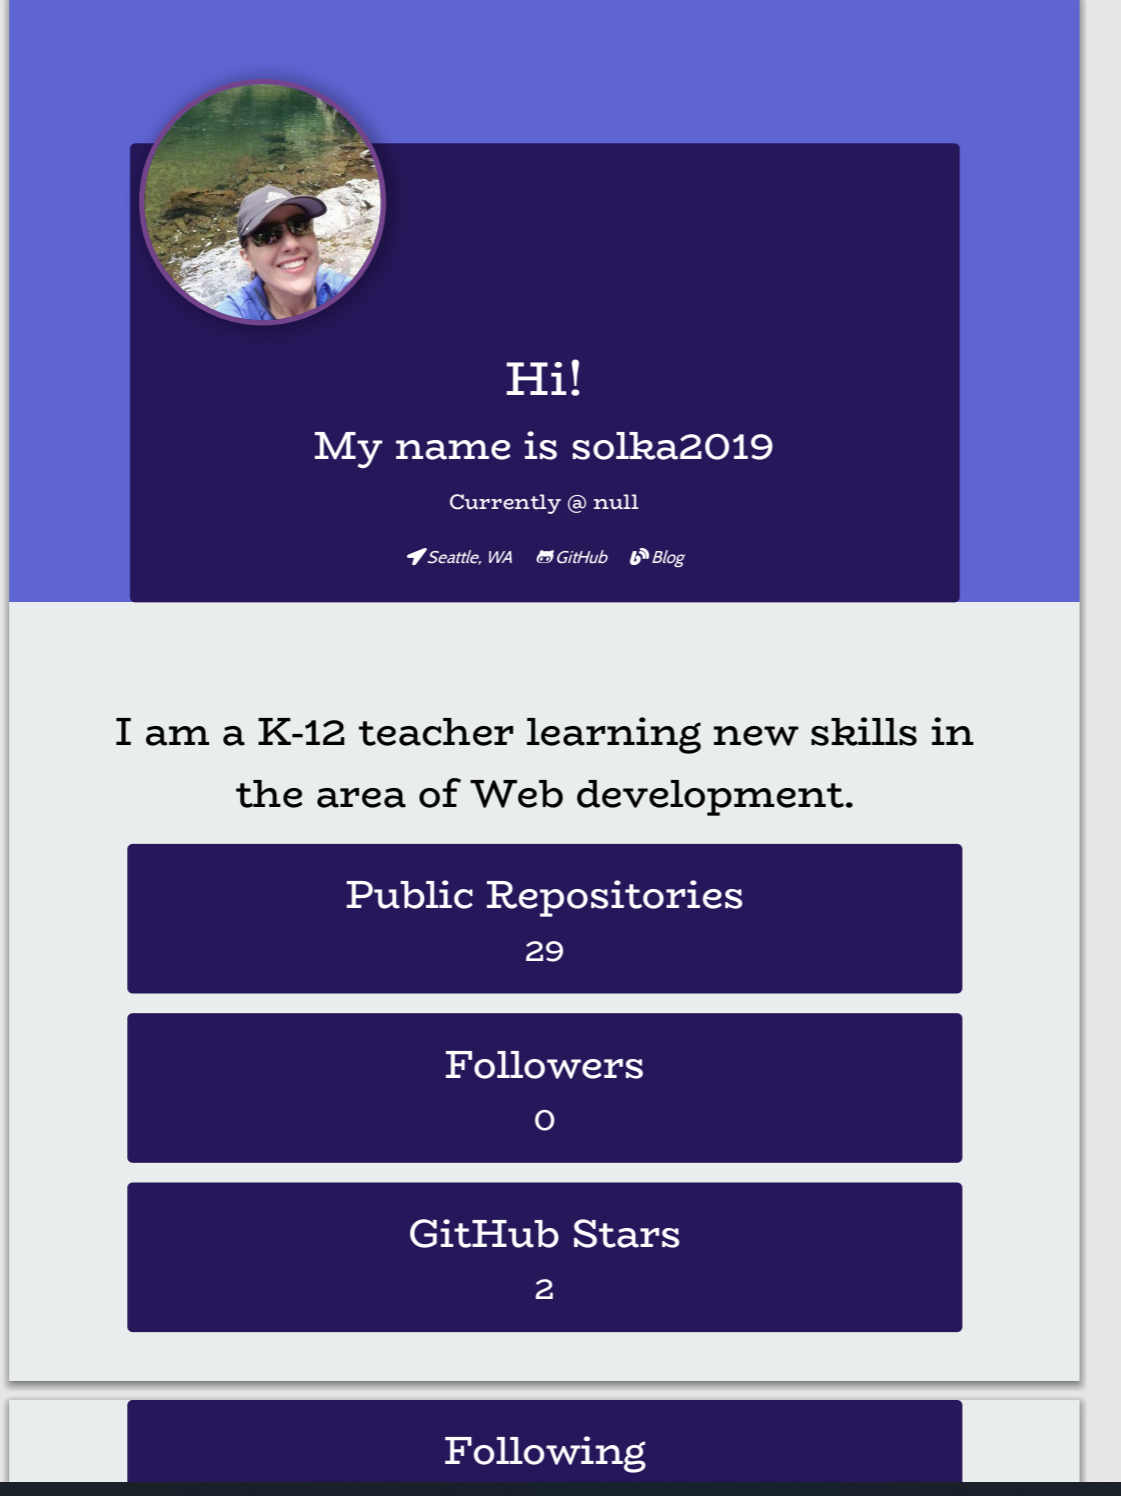 Hi!
My name is solka2019
Currently @ null
Seattle, WA GitHub Blog
I am a K-12 teacher learning new skills in
the area of Web development.
Public Repositories
29
Followers
0
GitHub Stars
2
Following